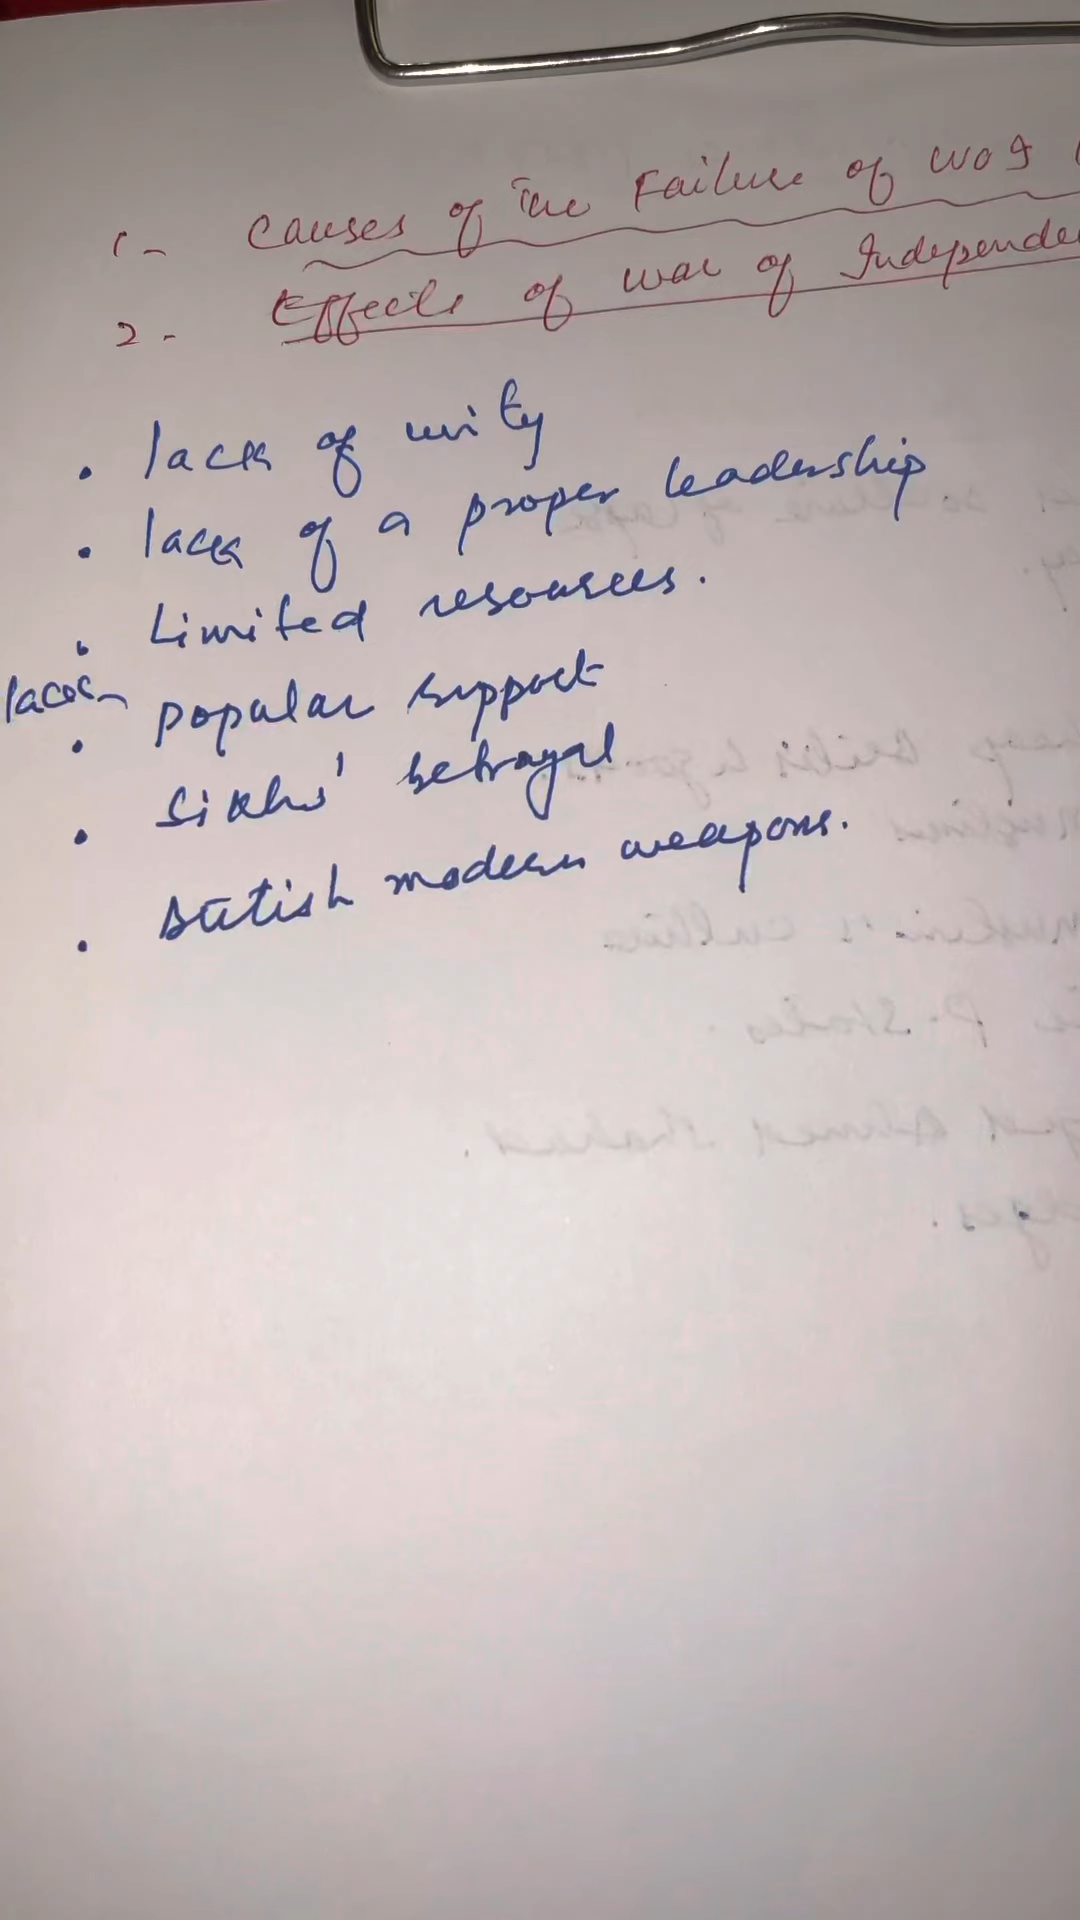 1- Causes of The Failure of WOI (
2- Effects of War of Independe
• lack of unity
• lack of a proper leadership
• Limited resources.
lack
• popular support
• Sikhs' betrayal
• British modern weapons.